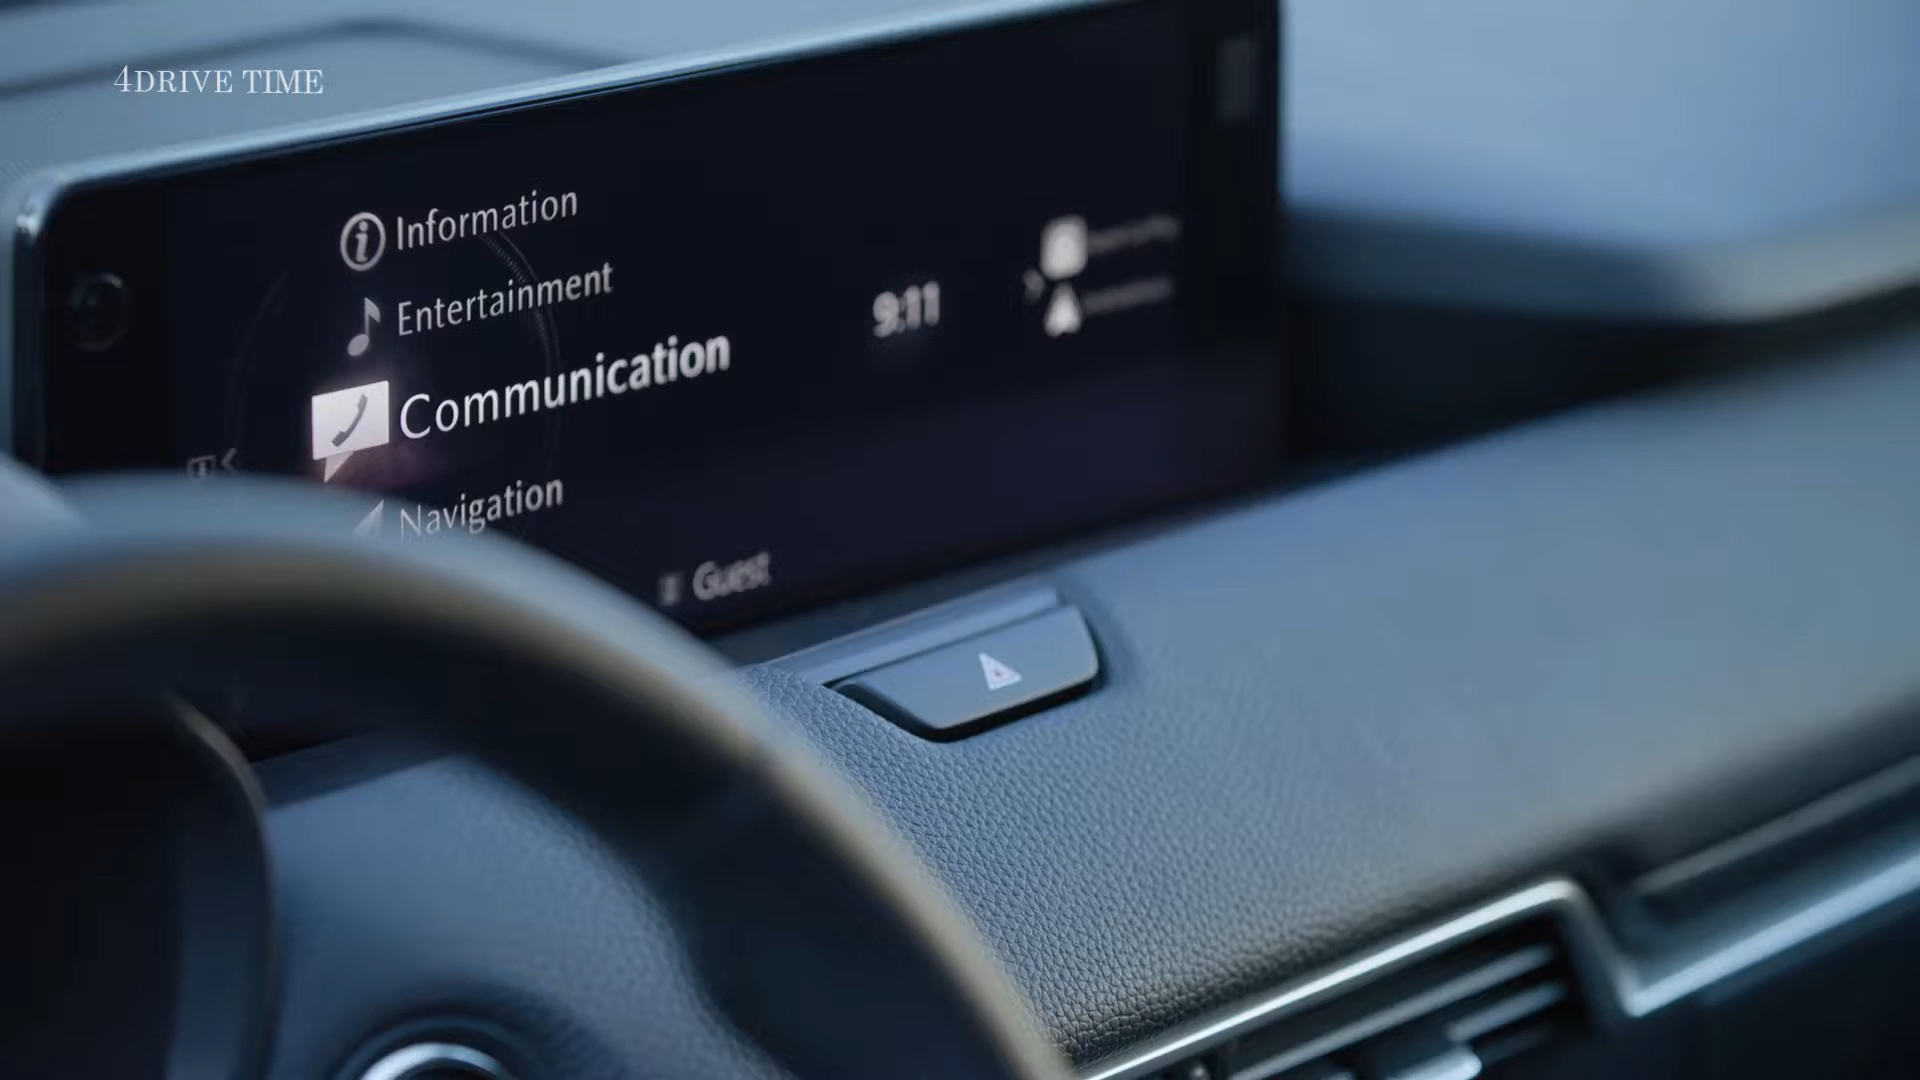 4DRIVE TIME
Information
Entertainment
Communication
9:11
Navigation
Guest